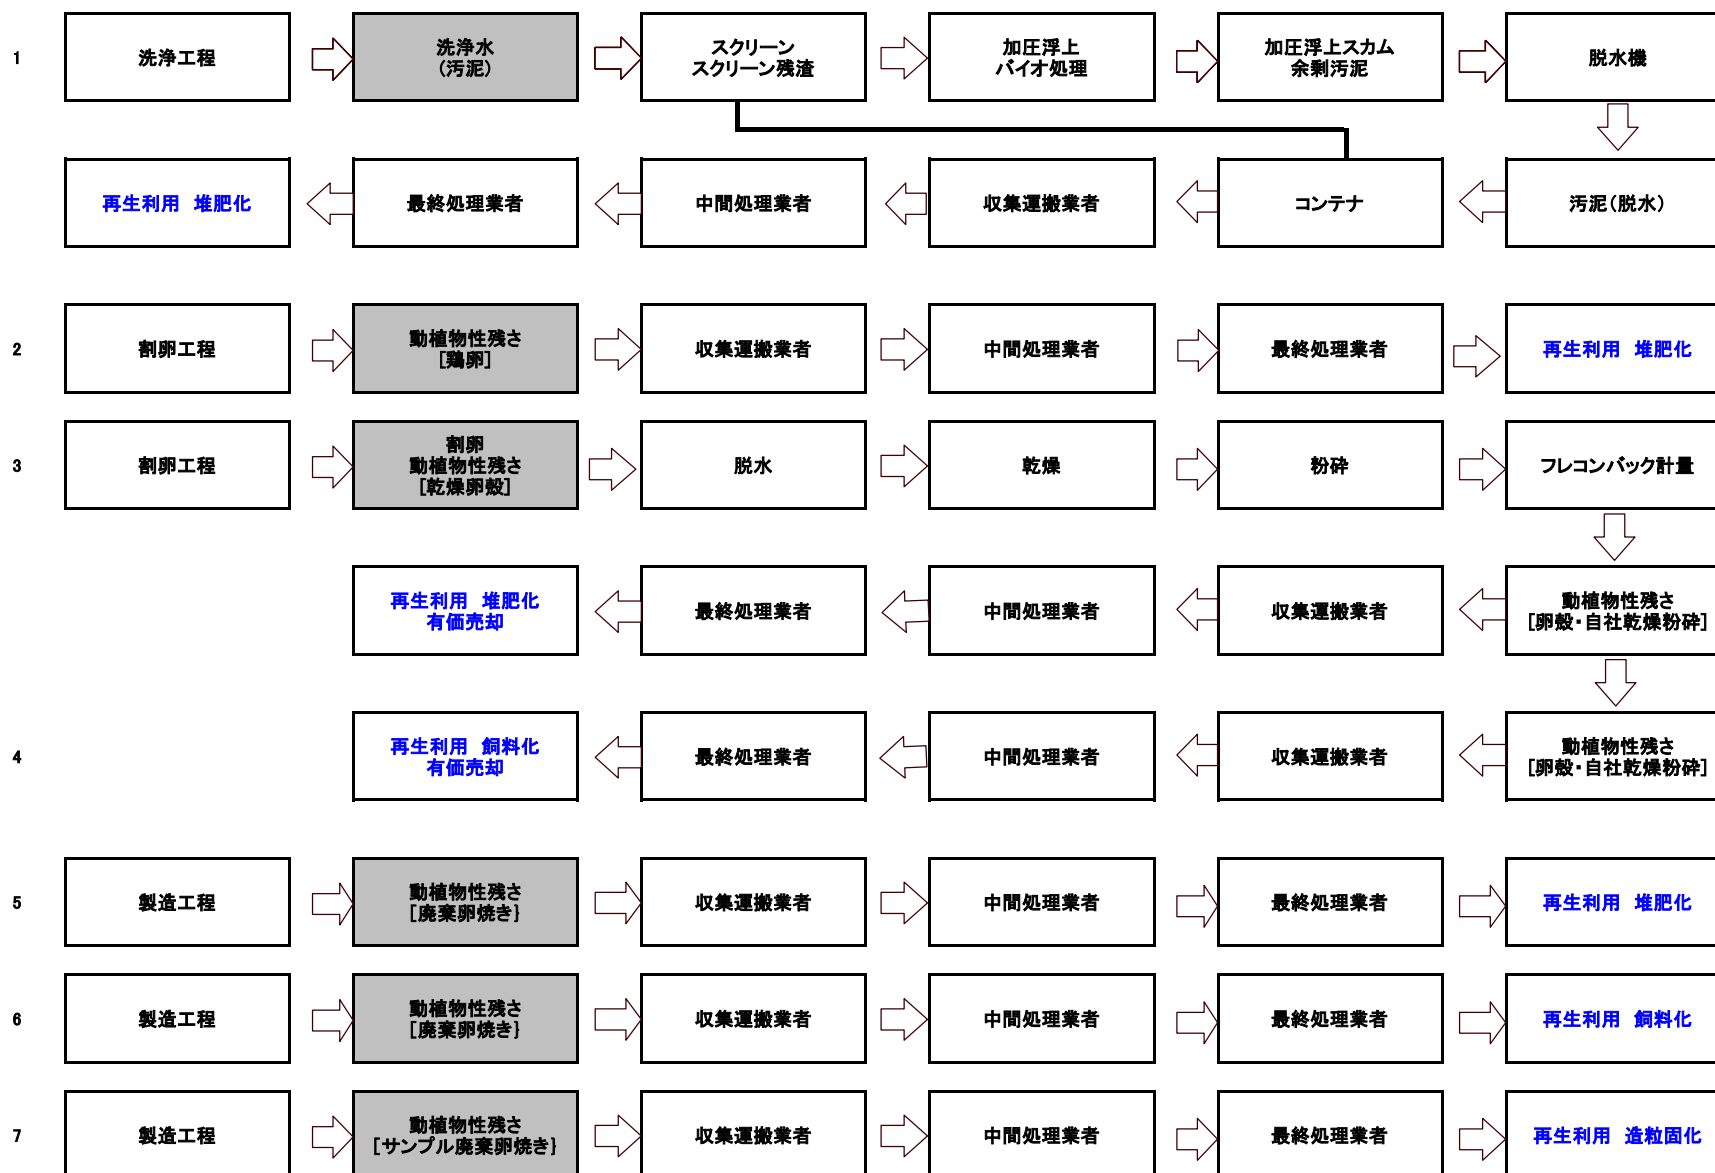 1
洗浄工程
洗浄水
(汚泥)
スクリーン
スクリーン残渣
加圧浮上
バイオ処理
加圧浮上スカム
余剰汚泥
脱水機
再生利用　堆肥化
最終処理業者
中間処理業者
収集運搬業者
コンテナ
汚泥(脱水)
2
割卵工程
動植物性残さ
[鶏卵]
収集運搬業者
中間処理業者
最終処理業者
再生利用　堆肥化
3
割卵工程
割卵
動植物性残さ
[乾燥卵殻]
脱水
乾燥
粉砕
フレコンバック計量
再生利用　堆肥化
有価売却
最終処理業者
中間処理業者
収集運搬業者
動植物性残さ
[卵殻・自社乾燥粉砕]
4
再生利用　飼料化
有価売却
最終処理業者
中間処理業者
収集運搬業者
動植物性残さ
[卵殻・自社乾燥粉砕]
5
製造工程
動植物性残さ
[廃棄卵焼き}
収集運搬業者
中間処理業者
最終処理業者
再生利用　堆肥化
6
製造工程
動植物性残さ
[廃棄卵焼き}
収集運搬業者
中間処理業者
最終処理業者
再生利用　飼料化
7
製造工程
動植物性残さ
[サンプル廃棄卵焼き}
収集運搬業者
中間処理業者
最終処理業者
再生利用　造粒固化